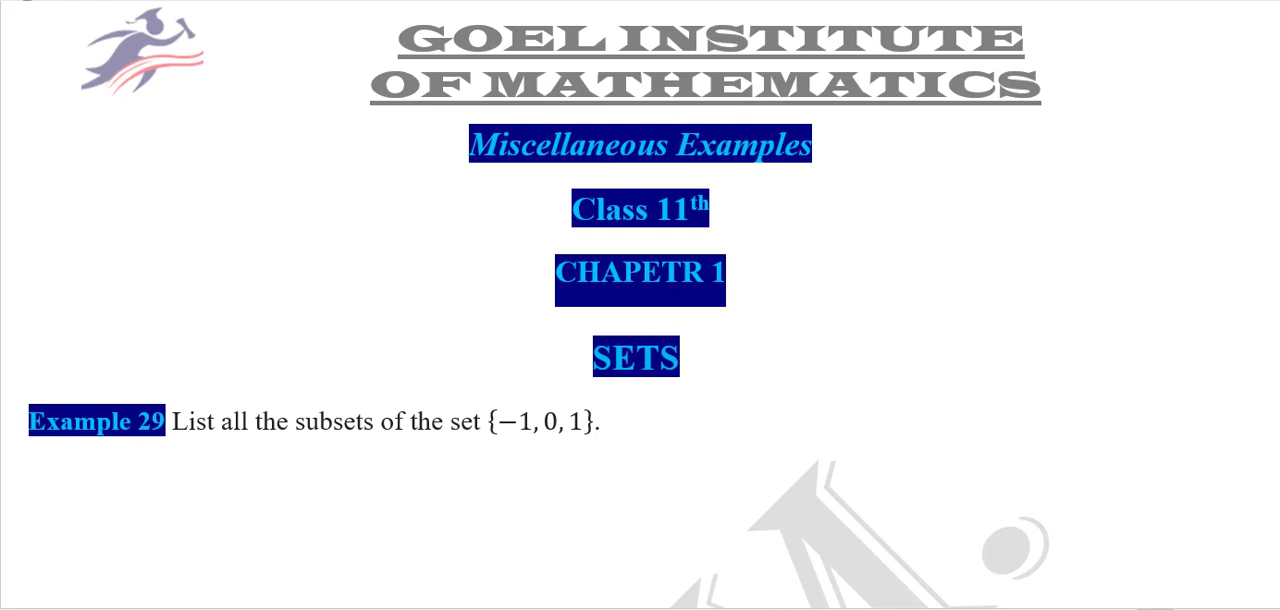 GOEL INSTITUTE
OF MATHEMATICS
Miscellaneous Examples
Class 11th
CHAPETR 1
SETS
Example 29 List all the subsets of the set {−1, 0, 1}.